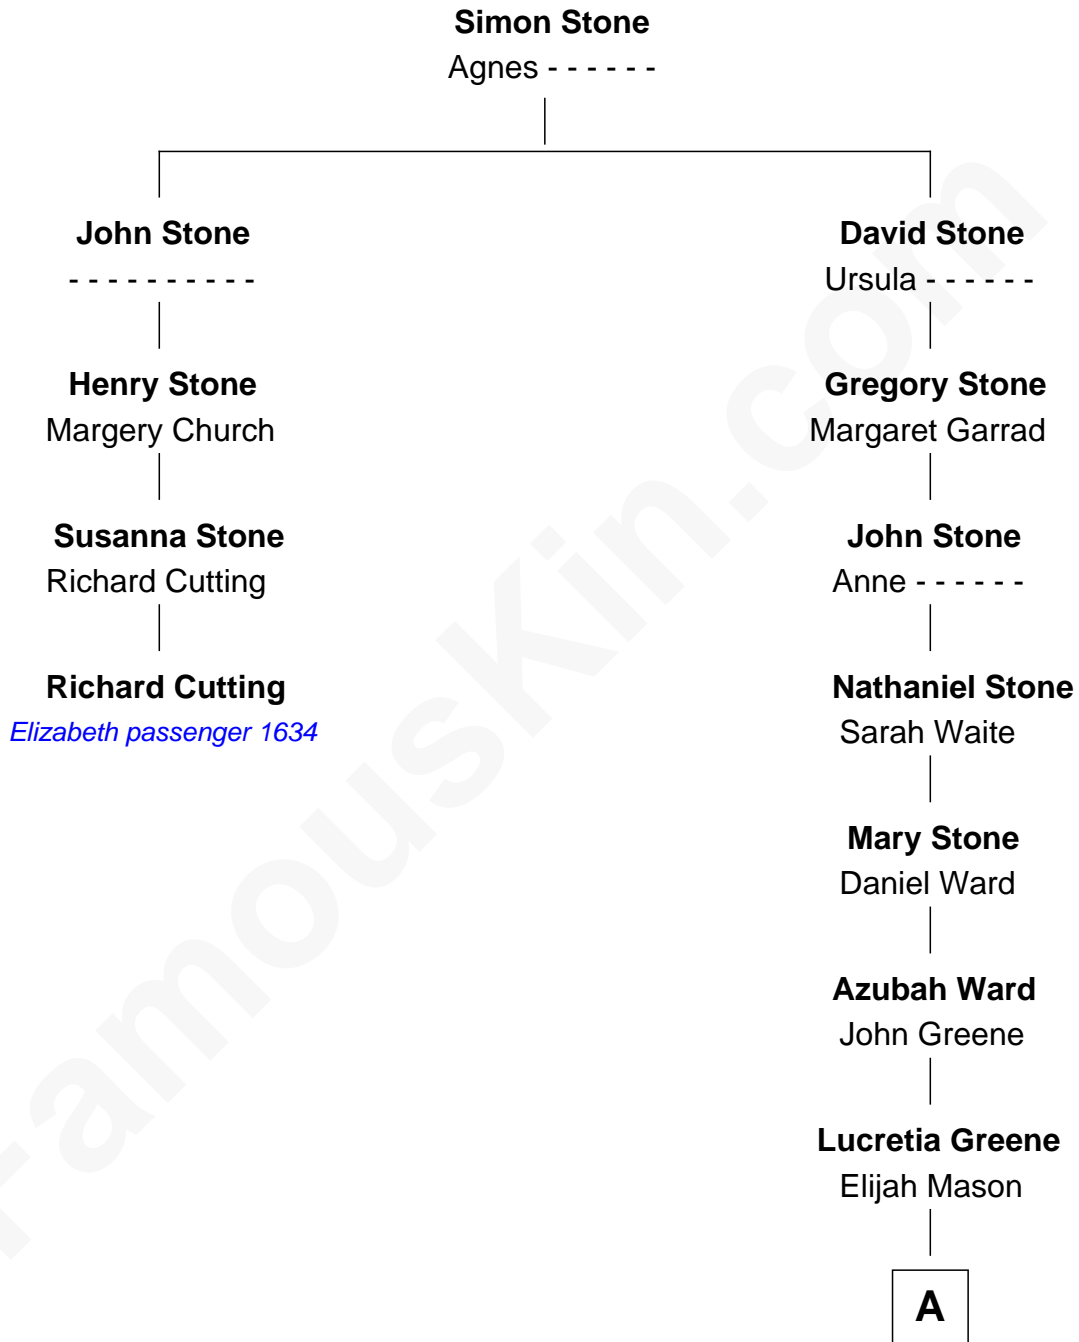 Simon Stone
Agnes - - - - - -
John Stone
- - - - - - - - - -
David Stone
Ursula - - - - - -
Henry Stone
Margery Church
Gregory Stone
Margaret Garrad
Susanna Stone
Richard Cutting
John Stone
Anne - - - - - -
Richard Cutting
Elizabeth passenger 1634
Nathaniel Stone
Sarah Waite
Mary Stone
Daniel Ward
Azubah Ward
John Greene
Lucretia Greene
Elijah Mason
A
FamousKin.com